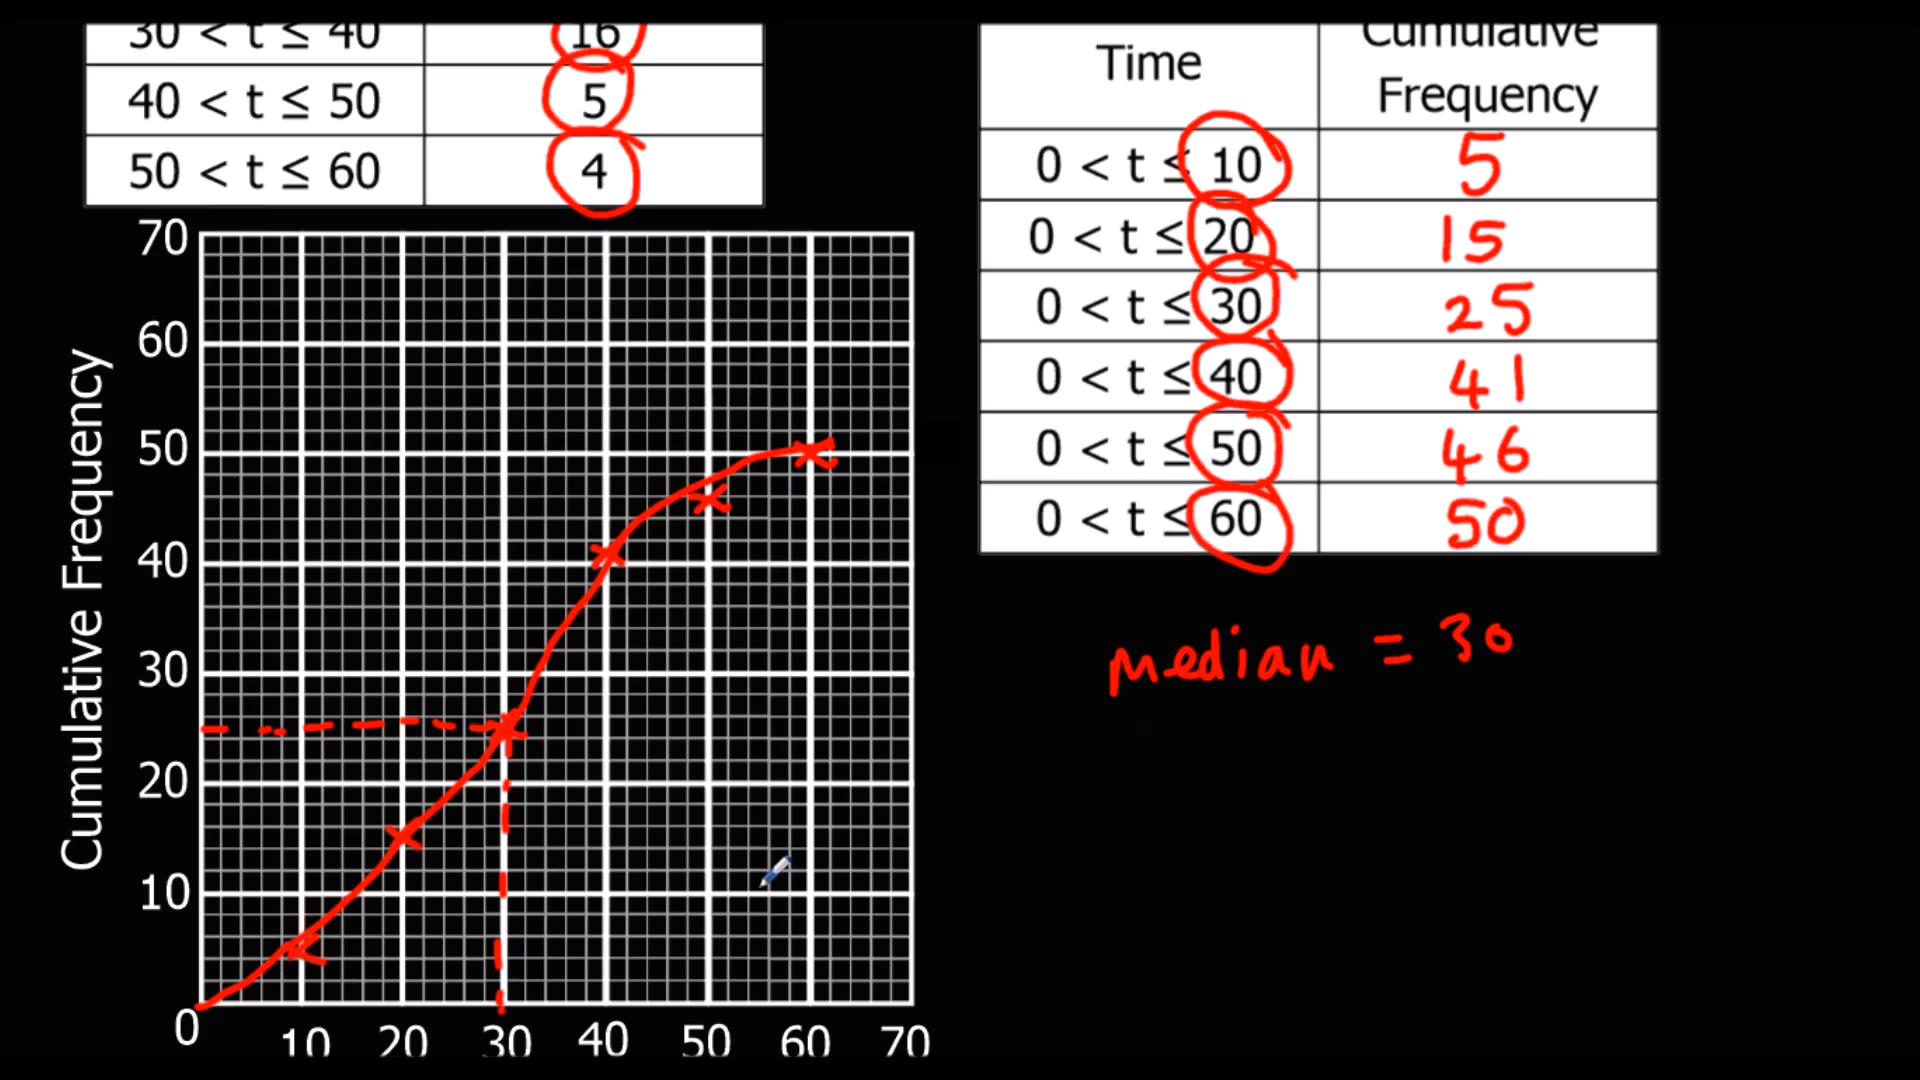 30 < t ≤ 40 16
40 < t ≤ 50 5
50 < t ≤ 60 4
Time Cumulative Frequency
0 < t ≤ 10 5
0 < t ≤ 20 15
0 < t ≤ 30 25
0 < t ≤ 40 41
0 < t ≤ 50 46
0 < t ≤ 60 50
median = 30
Cumulative Frequency
70
60
50
40
30
20
10
0
10 20 30 40 50 60 70